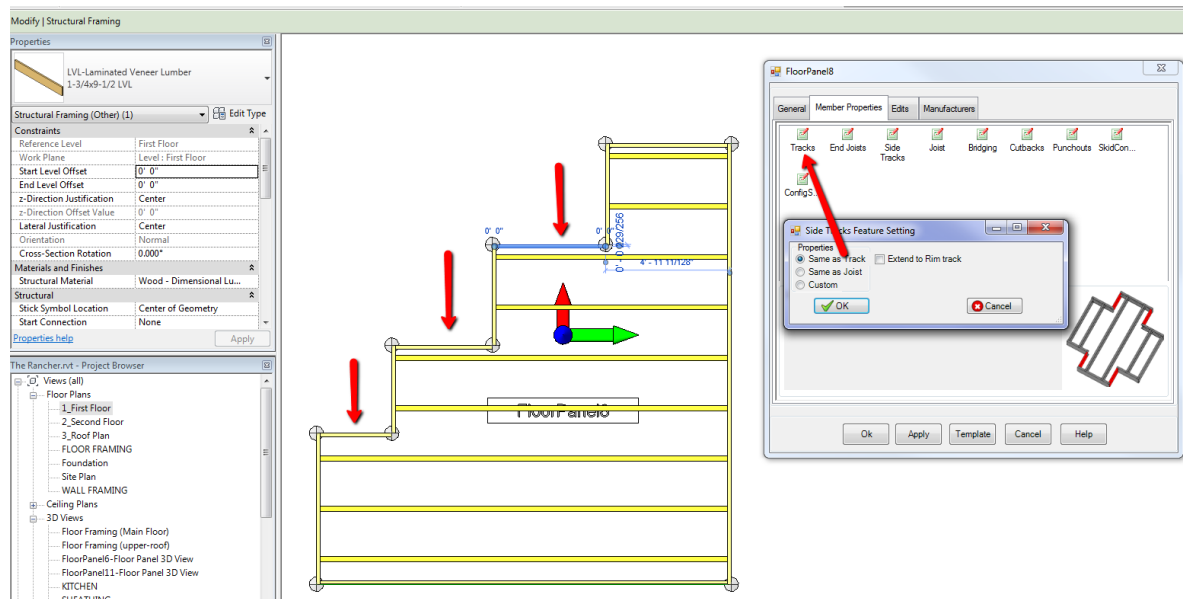 Modify | Structural Framing
Properties
LVL-Laminated Veneer Lumber
1-3/4x9-1/2 LVL
Structural Framing (Other) (1)
Edit Type
Constraints
Reference Level First Floor
Work Plane Level : First Floor
Start Level Offset 0' 0"
End Level Offset 0' 0"
z-Direction Justification Center
z-Direction Offset Value 0' 0"
Lateral Justification Center
Orientation Normal
Cross-Section Rotation 0.000°
Materials and Finishes
Structural Material Wood - Dimensional Lu...
Structural
Stick Symbol Location Center of Geometry
Start Connection None
Properties help
Apply
The Rancher.rvt - Project Browser
Views (all)
Floor Plans
1_First Floor
2_Second Floor
3_Roof Plan
FLOOR FRAMING
Foundation
Site Plan
WALL FRAMING
Ceiling Plans
3D Views
Floor Framing (Main Floor)
Floor Framing (upper-roof)
FloorPanel6-Floor Panel 3D View
FloorPanel11-Floor Panel 3D View
KITCHEN
SHEATHING
0' 0"
4' - 11 11/128"
FloorPanel8
General
Member Properties
Edits
Manufacturers
Tracks
End Joists
Side Tracks
Joist
Bridging
Cutbacks
Punchouts
SkidCon...
ConfigS...
Side Tracks Feature Setting
Properties
Same as Track
Extend to Rim track
Same as Joist
Custom
OK
Cancel
Ok
Apply
Template
Cancel
Help